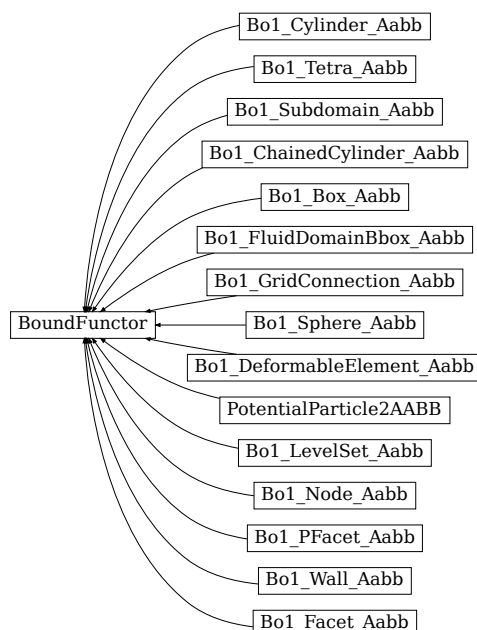 Bo1_Cylinder_Aabb
Bo1_Tetra_Aabb
Bo1_Subdomain_Aabb
Bo1_ChainedCylinder_Aabb
Bo1_Box_Aabb
Bo1_FluidDomainBbox_Aabb
Bo1_GridConnection_Aabb
BoundFunctor
Bo1_Sphere_Aabb
Bo1_DeformableElement_Aabb
PotentialParticle2AABB
Bo1_LevelSet_Aabb
Bo1_Node_Aabb
Bo1_PFacet_Aabb
Bo1_Wall_Aabb
Bo1_Facet_Aabb